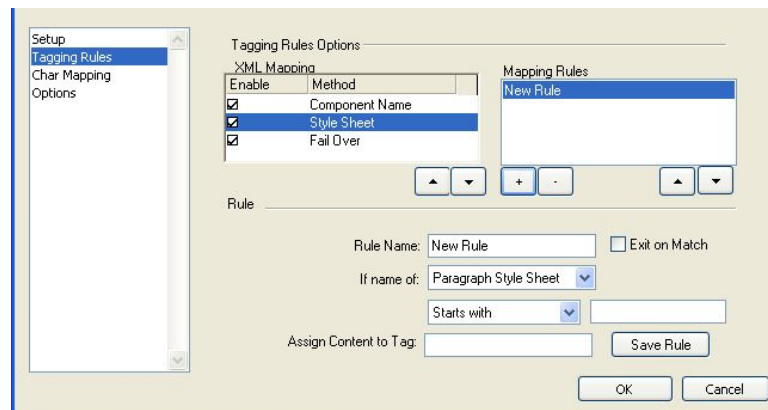 Setup
Tagging Rules
Char Mapping
Options
Tagging Rules Options
XML Mapping
Enable Method
Component Name
Style Sheet
Fail Over
Mapping Rules
New Rule
+ -
Rule
Rule Name: New Rule Exit on Match
If name of: Paragraph Style Sheet
Starts with
Assign Content to Tag: Save Rule
OK Cancel